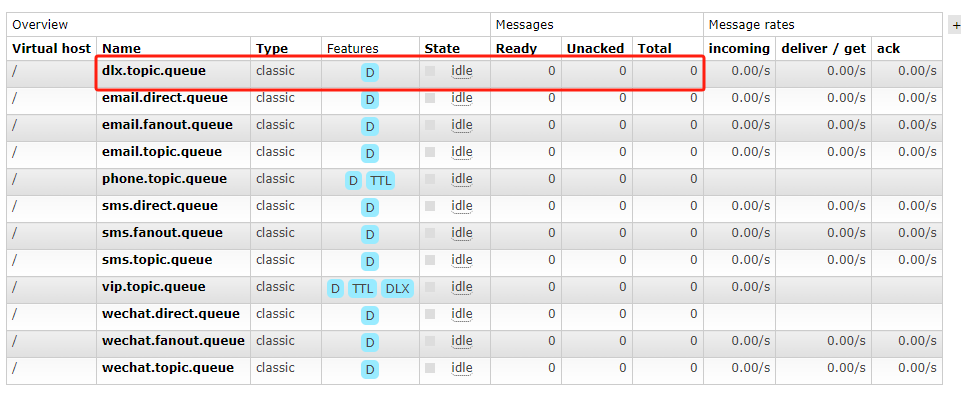 Overview Messages Message rates +
Virtual host Name Type Features State Ready Unacked Total incoming deliver / get ack
/ dlx.topic.queue classic D idle 0 0 0 0.00/s 0.00/s 0.00/s
/ email.direct.queue classic D idle 0 0 0 0.00/s 0.00/s 0.00/s
/ email.fanout.queue classic D idle 0 0 0 0.00/s 0.00/s 0.00/s
/ email.topic.queue classic D idle 0 0 0 0.00/s 0.00/s 0.00/s
/ phone.topic.queue classic D TTL idle 0 0 0
/ sms.direct.queue classic D idle 0 0 0 0.00/s 0.00/s 0.00/s
/ sms.fanout.queue classic D idle 0 0 0 0.00/s 0.00/s 0.00/s
/ sms.topic.queue classic D idle 0 0 0 0.00/s 0.00/s 0.00/s
/ vip.topic.queue classic D TTL DLX idle 0 0 0 0.00/s
/ wechat.direct.queue classic D idle 0 0 0
/ wechat.fanout.queue classic D idle 0 0 0 0.00/s 0.00/s 0.00/s
/ wechat.topic.queue classic D idle 0 0 0 0.00/s 0.00/s 0.00/s